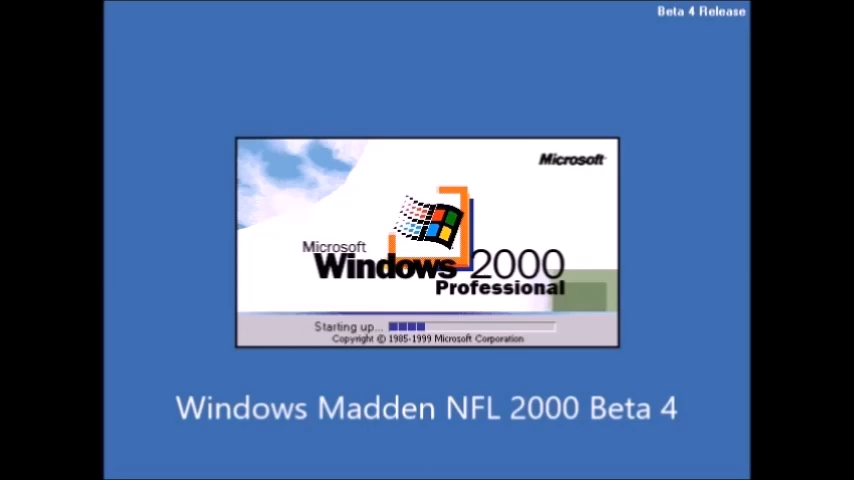 Beta 4 Release
Microsoft
Microsoft
Windows 2000
Professional
Starting up...
Copyright © 1985-1999 Microsoft Corporation
Windows Madden NFL 2000 Beta 4